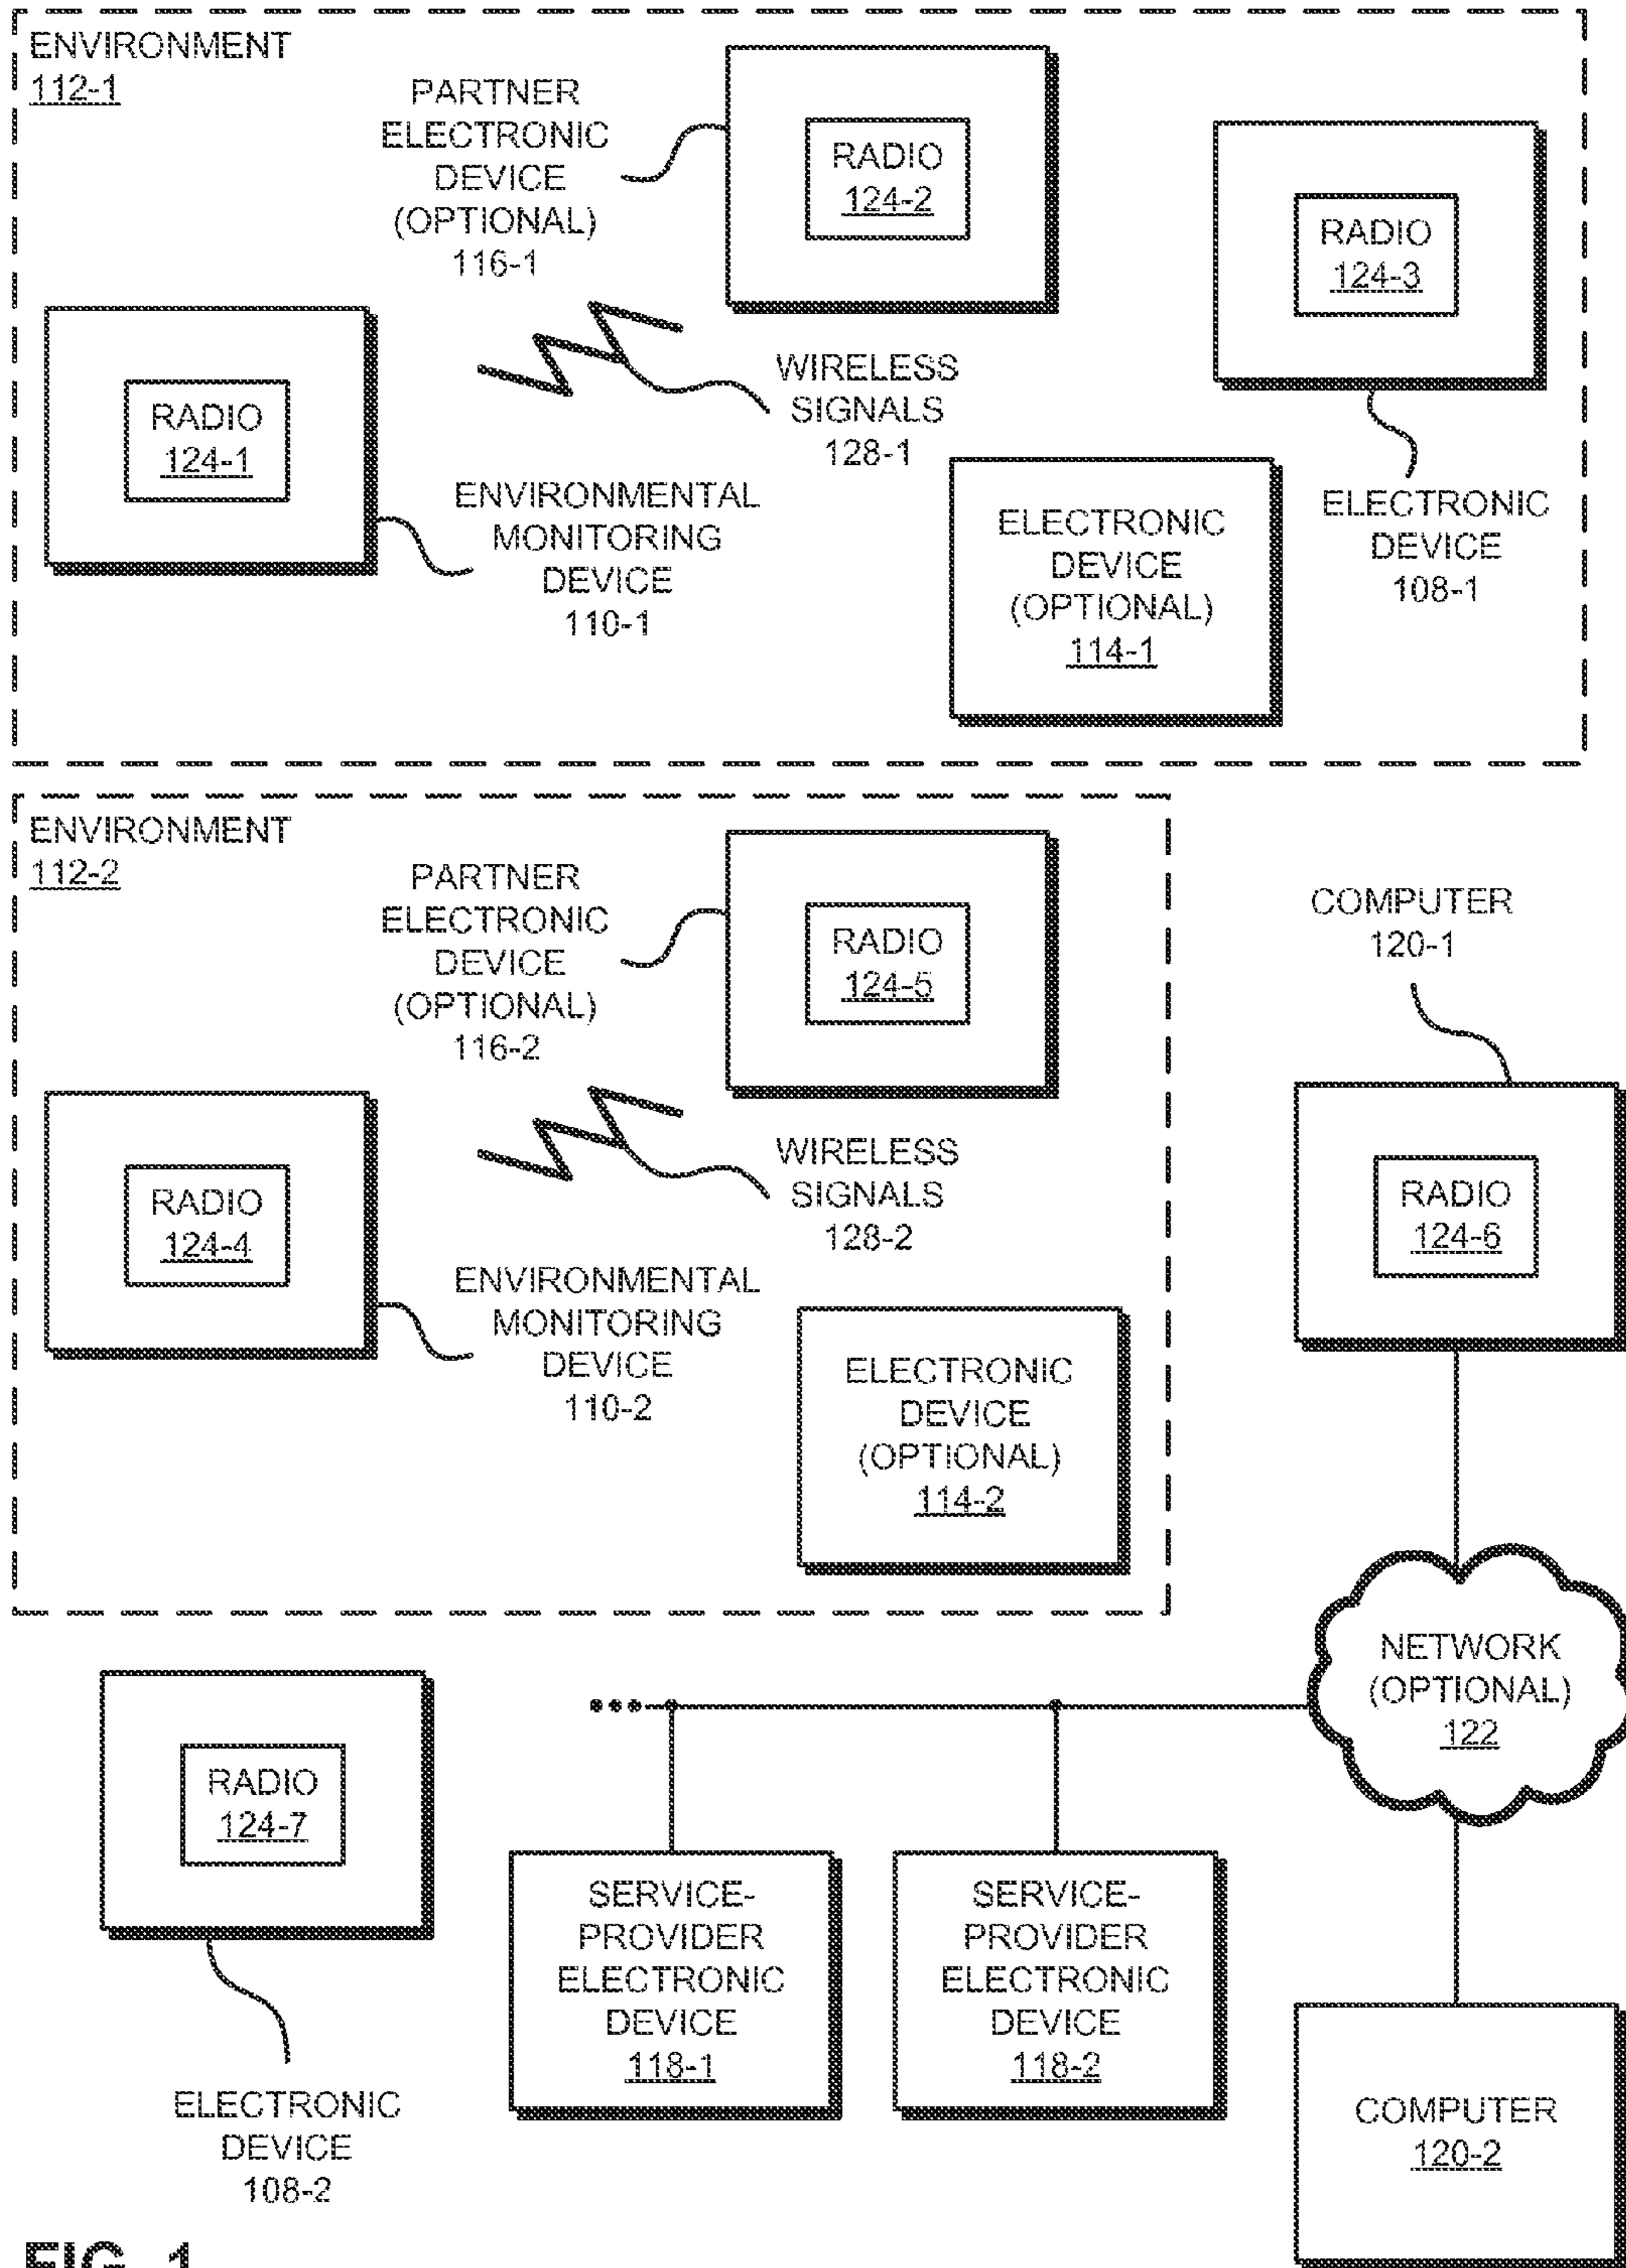 ENVIRONMENT
112-1
PARTNER
ELECTRONIC
DEVICE
(OPTIONAL)
116-1
RADIO
124-2
RADIO
124-3
RADIO
124-1
WIRELESS
SIGNALS
128-1
ENVIRONMENTAL
MONITORING
DEVICE
110-1
ELECTRONIC
DEVICE
(OPTIONAL)
114-1
ELECTRONIC
DEVICE
108-1
ENVIRONMENT
112-2
PARTNER
ELECTRONIC
DEVICE
(OPTIONAL)
116-2
RADIO
124-5
COMPUTER
120-1
RADIO
124-4
WIRELESS
SIGNALS
128-2
RADIO
124-6
ENVIRONMENTAL
MONITORING
DEVICE
110-2
ELECTRONIC
DEVICE
(OPTIONAL)
114-2
NETWORK
(OPTIONAL)
122
RADIO
124-7
SERVICE-
PROVIDER
ELECTRONIC
DEVICE
118-1
SERVICE-
PROVIDER
ELECTRONIC
DEVICE
118-2
ELECTRONIC
DEVICE
108-2
COMPUTER
120-2
FIG. 1